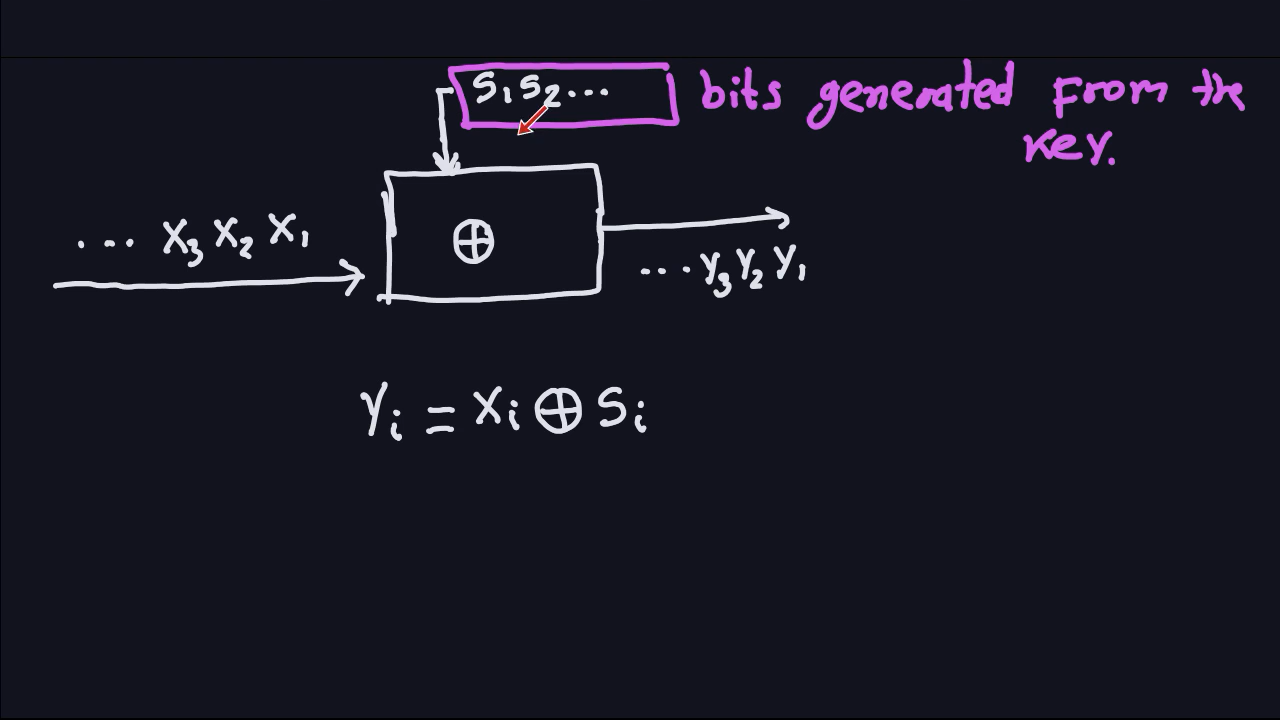 S₁S₂... bits generated from the
key.
... X₃ X₂ X₁
⊕
... Y₃ Y₂ Y₁
Yᵢ = Xᵢ ⊕ Sᵢ